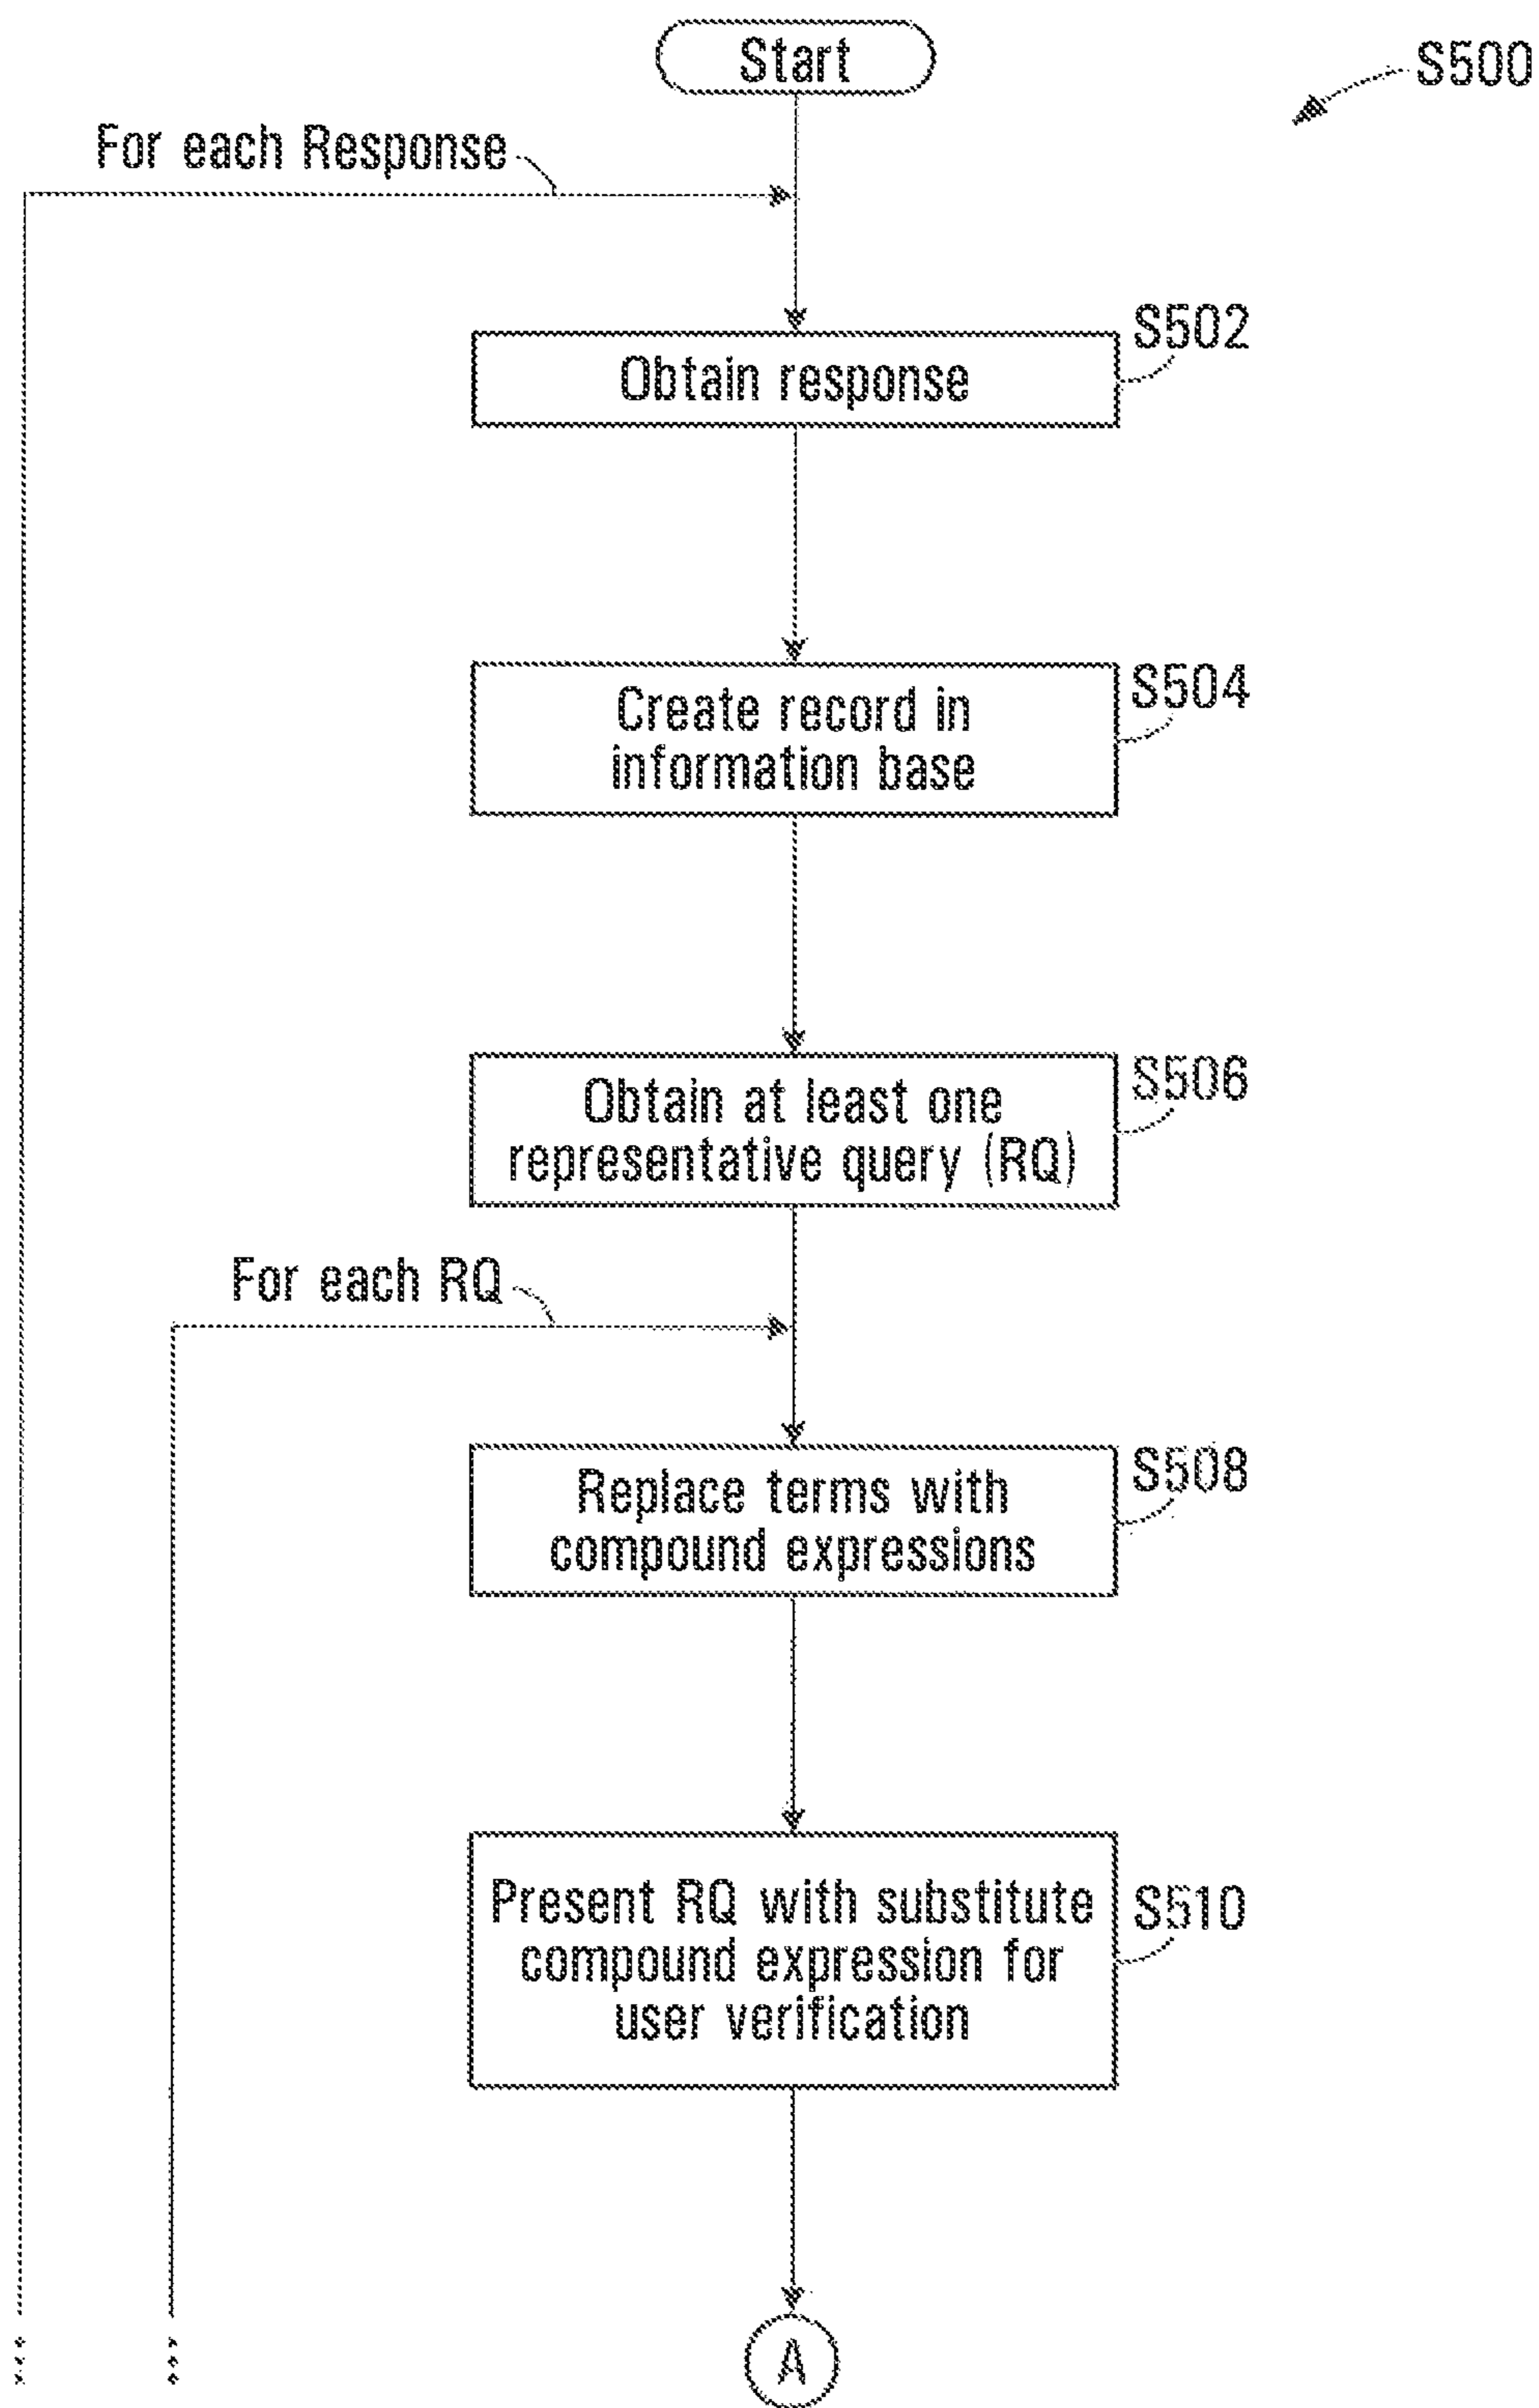 Start
S500
For each Response
S502
Obtain response
S504
Create record in
information base
S506
Obtain at least one
representative query (RQ)
For each RQ
S508
Replace terms with
compound expressions
S510
Present RQ with substitute
compound expression for
user verification
A